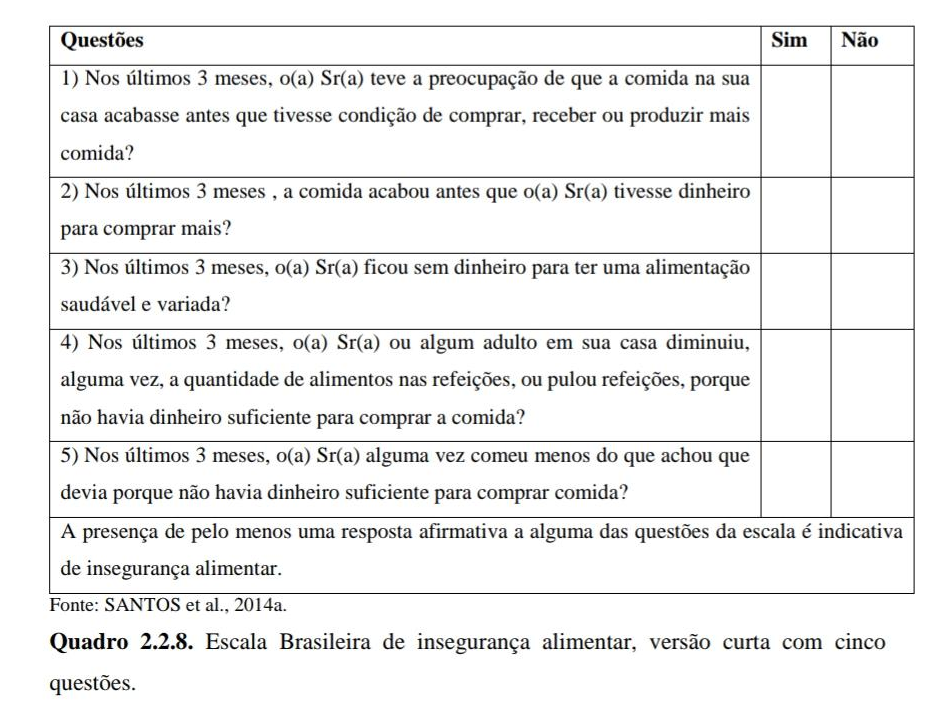 Questões Sim Não
1) Nos últimos 3 meses, o(a) Sr(a) teve a preocupação de que a comida na sua
casa acabasse antes que tivesse condição de comprar, receber ou produzir mais
comida?
2) Nos últimos 3 meses , a comida acabou antes que o(a) Sr(a) tivesse dinheiro
para comprar mais?
3) Nos últimos 3 meses, o(a) Sr(a) ficou sem dinheiro para ter uma alimentação
saudável e variada?
4) Nos últimos 3 meses, o(a) Sr(a) ou algum adulto em sua casa diminuiu,
alguma vez, a quantidade de alimentos nas refeições, ou pulou refeições, porque
não havia dinheiro suficiente para comprar a comida?
5) Nos últimos 3 meses, o(a) Sr(a) alguma vez comeu menos do que achou que
devia porque não havia dinheiro suficiente para comprar comida?
A presença de pelo menos uma resposta afirmativa a alguma das questões da escala é indicativa
de insegurança alimentar.
Fonte: SANTOS et al., 2014a.
Quadro 2.2.8. Escala Brasileira de insegurança alimentar, versão curta com cinco
questões.